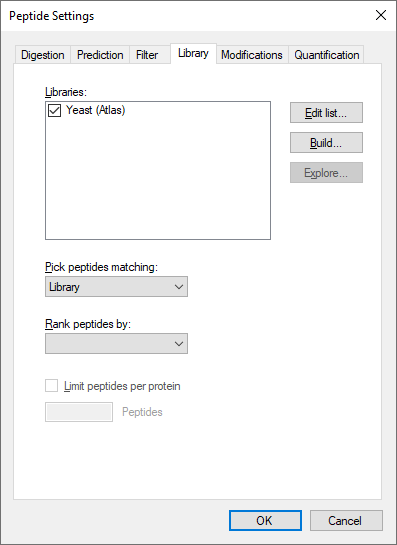 Peptide Settings
Digestion Prediction Filter Library Modifications Quantification
Libraries:
Yeast (Atlas)
Edit list...
Build...
Explore...
Pick peptides matching:
Library
Rank peptides by:
Limit peptides per protein
Peptides
OK Cancel